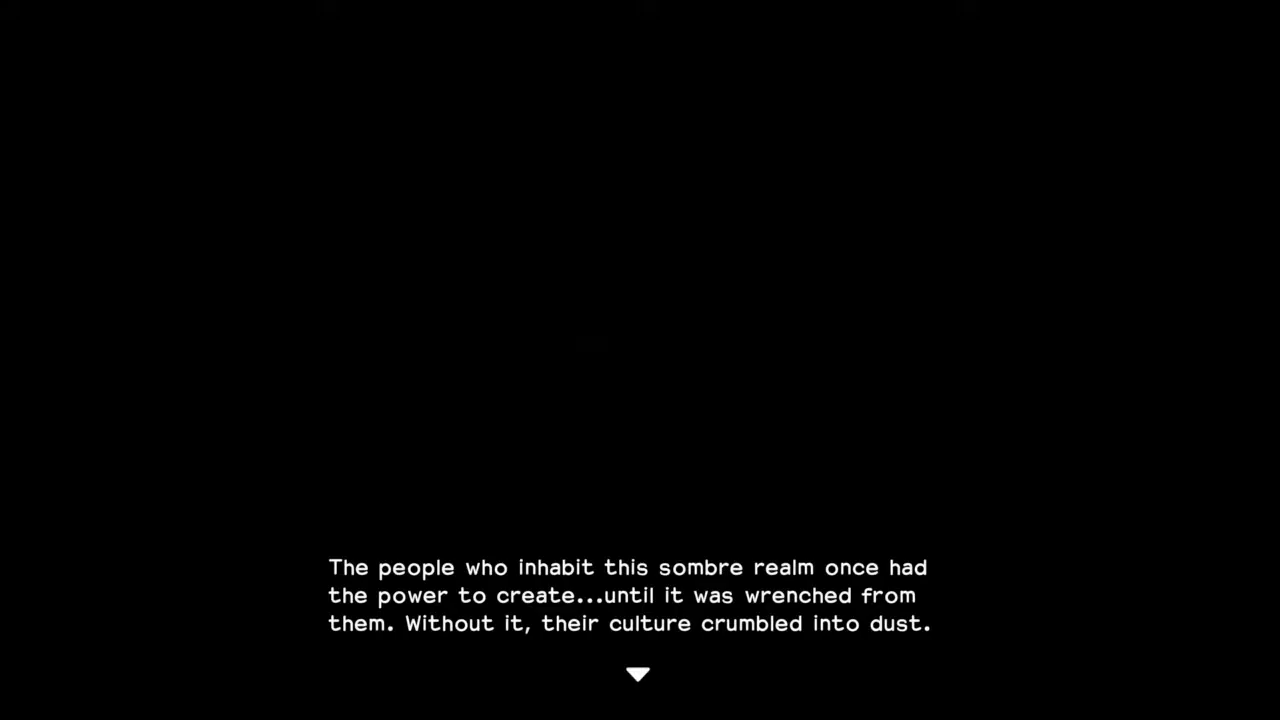 The people who inhabit this sombre realm once had
the power to create...until it was wrenched from
them. Without it, their culture crumbled into dust.